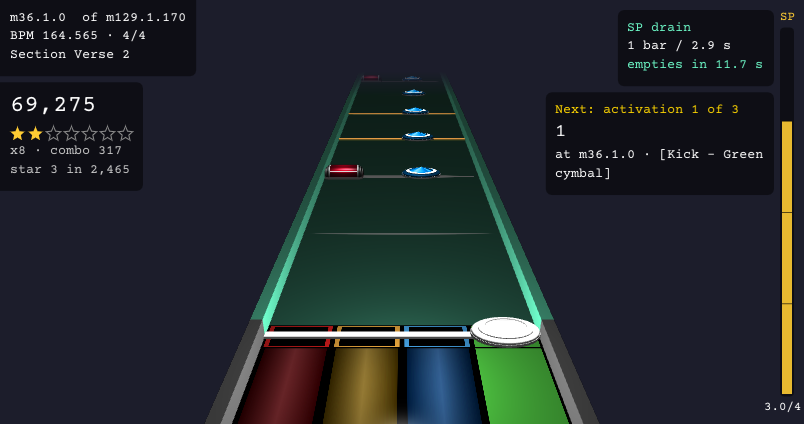 m36.1.0 of m129.1.170
BPM 164.565 · 4/4
Section Verse 2
69,275
x8 · combo 317
star 3 in 2,465
SP drain
1 bar / 2.9 s
empties in 11.7 s
Next: activation 1 of 3
1
at m36.1.0 · [Kick - Green
cymbal]
SP
3.0/4